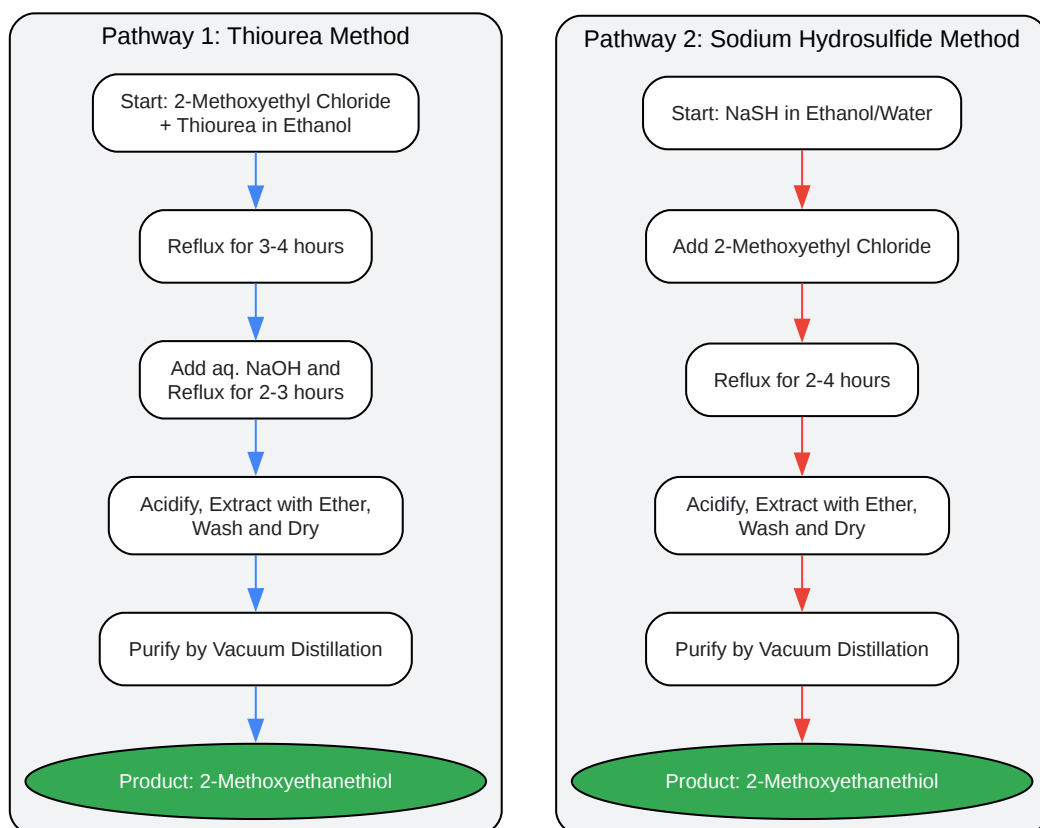 Pathway 1: Thiourea Method
Start: 2-Methoxyethyl Chloride
+ Thiourea in Ethanol
Reflux for 3-4 hours
Add aq. NaOH and
Reflux for 2-3 hours
Acidify, Extract with Ether,
Wash and Dry
Purify by Vacuum Distillation
Product: 2-Methoxyethanethiol
Pathway 2: Sodium Hydrosulfide Method
Start: NaSH in Ethanol/Water
Add 2-Methoxyethyl Chloride
Reflux for 2-4 hours
Acidify, Extract with Ether,
Wash and Dry
Purify by Vacuum Distillation
Product: 2-Methoxyethanethiol